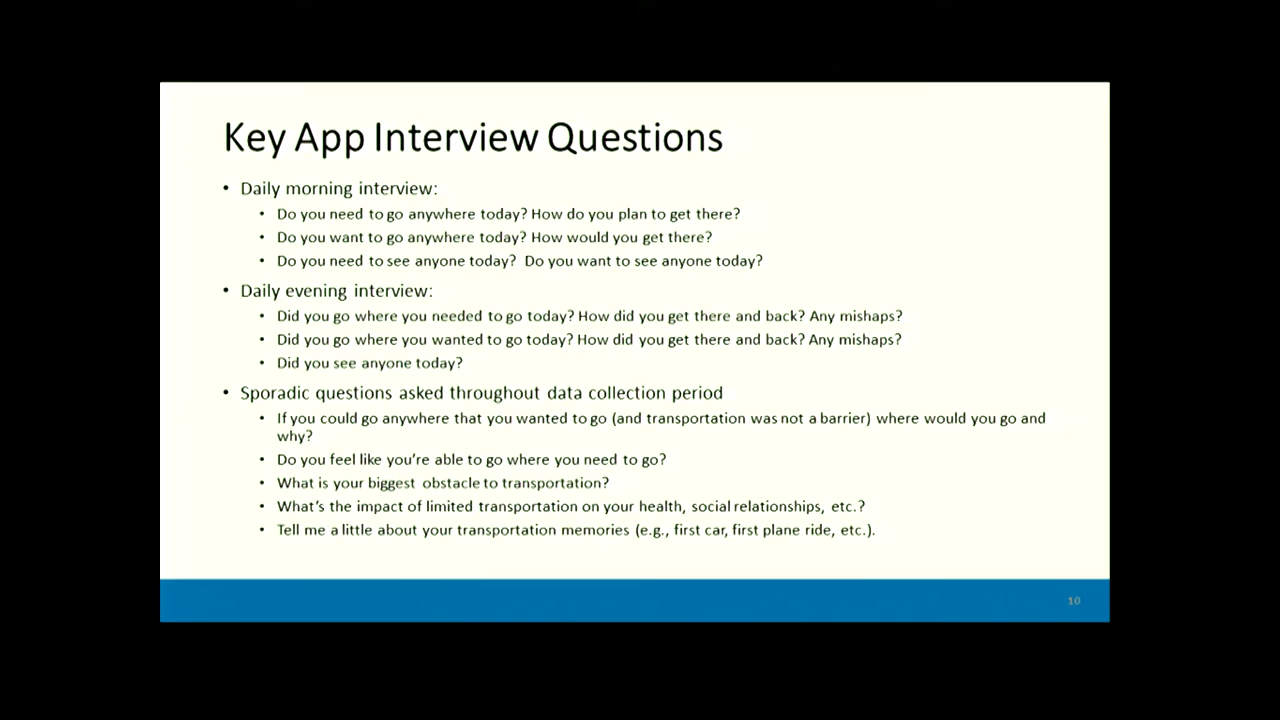 Key App Interview Questions
• Daily morning interview:
• Do you need to go anywhere today? How do you plan to get there?
• Do you want to go anywhere today? How would you get there?
• Do you need to see anyone today?  Do you want to see anyone today?
• Daily evening interview:
• Did you go where you needed to go today? How did you get there and back? Any mishaps?
• Did you go where you wanted to go today? How did you get there and back? Any mishaps?
• Did you see anyone today?
• Sporadic questions asked throughout data collection period
• If you could go anywhere that you wanted to go (and transportation was not a barrier) where would you go and
why?
• Do you feel like you’re able to go where you need to go?
• What is your biggest obstacle to transportation?
• What’s the impact of limited transportation on your health, social relationships, etc.?
• Tell me a little about your transportation memories (e.g., first car, first plane ride, etc.).
10